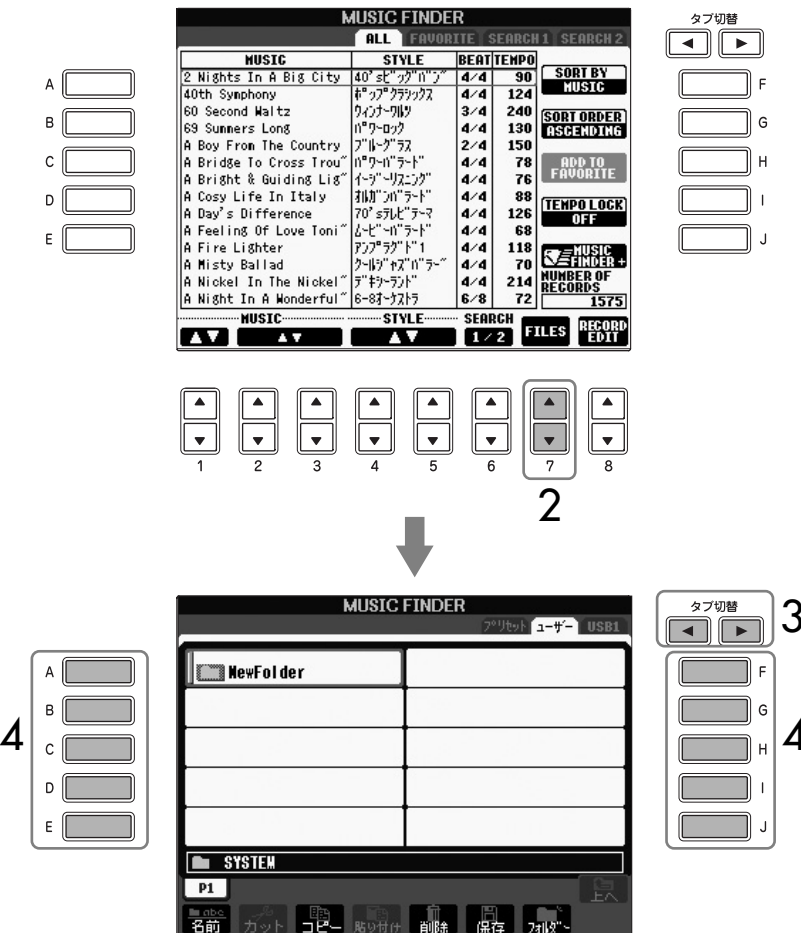 MUSIC FINDER
ALL FAVORITE SEARCH1 SEARCH2
タブ切替
MUSIC STYLE BEAT TEMPO
2 Nights In A Big City 40'sビッグバンド 4/4 90
40th Symphony ポップクラシックス 4/4 124
60 Second Waltz ウィンナーワルツ 3/4 240
69 Summers Long パワーロック 4/4 130
A Boy From The Country ブルーグラス 2/4 150
A Bridge To Cross Trou~ パワーバラード 4/4 78
A Bright & Guiding Lig~ イージーリスニング 4/4 76
A Cosy Life In Italy オルガンバラード 4/4 88
A Day's Difference 70'sテレビテーマ 4/4 126
A Feeling Of Love Toni~ ムービーバラード 4/4 68
A Fire Lighter アンプラグド1 4/4 118
A Misty Ballad クールジャズバラー~ 4/4 70
A Nickel In The Nickel~ デキシーランド 4/4 214
A Night In A Wonderful~ 6-8オーケストラ 6/8 72
SORT BY
MUSIC
SORT ORDER
ASCENDING
ADD TO
FAVORITE
TEMPO LOCK
OFF
MUSIC
FINDER+
NUMBER OF
RECORDS
1575
MUSIC STYLE SEARCH
1/2 FILES RECORD
EDIT
A
B
C
D
E
F
G
H
I
J
1 2 3 4 5 6 7 8
2
MUSIC FINDER
プリセット ユーザー USB1
タブ切替
3
NewFolder
A
B
C
D
E
4
F
G
H
I
J
4
SYSTEM
P1
上へ
abc
名前 カット コピー 貼り付け 削除 保存 フォルダー